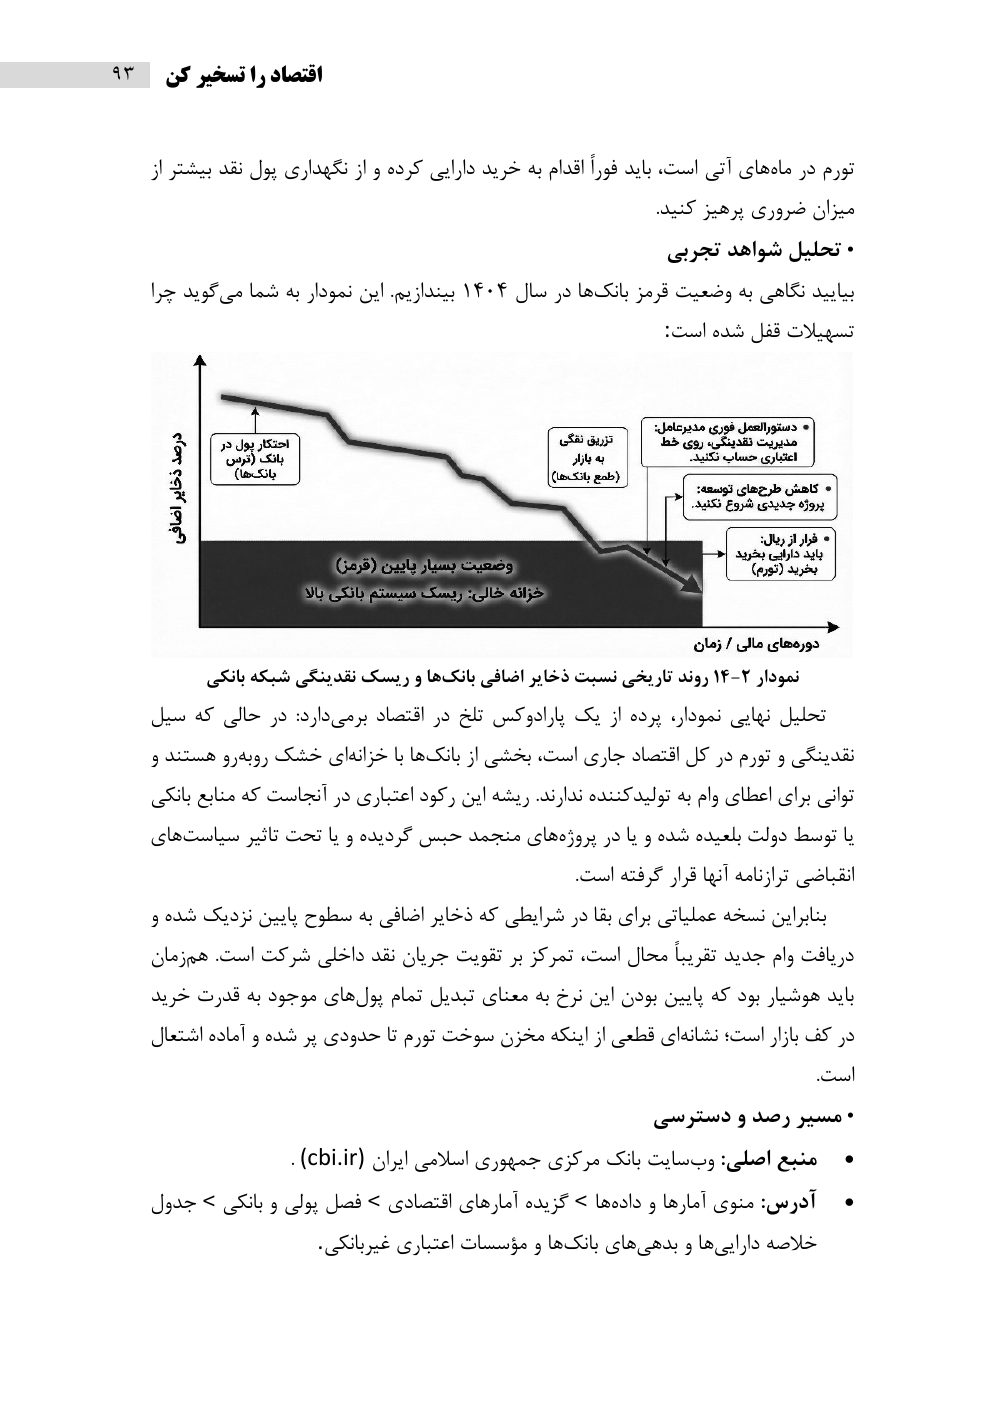 اقتصاد را تسخیر کن ۹۳
تورم در ماه‌های آتی است، باید فوراً اقدام به خرید دارایی کرده و از نگهداری پول نقد بیشتر از
میزان ضروری پرهیز کنید.
• تحلیل شواهد تجربی
بیایید نگاهی به وضعیت قرمز بانک‌ها در سال ۱۴۰۴ بیندازیم. این نمودار به شما می‌گوید چرا
تسهیلات قفل شده است:
درصد ذخایر اضافی
احتکار پول در
بانک (ترس
بانک‌ها)
تزریق نقگی
به بازار
(طمع بانک‌ها)
• دستورالعمل فوری مدیرعامل:
مدیریت نقدینگی، روی خط
اعتباری حساب نکنید.
• کاهش طرح‌های توسعه:
پروژه جدیدی شروع نکنید.
• فرار از ریال:
باید دارایی بخرید
بخرید (تورم)
وضعیت بسیار پایین (قرمز)
خزانه خالی: ریسک سیستم بانکی بالا
دوره‌های مالی / زمان
نمودار ۲-۱۴ روند تاریخی نسبت ذخایر اضافی بانک‌ها و ریسک نقدینگی شبکه بانکی
تحلیل نهایی نمودار، پرده از یک پارادوکس تلخ در اقتصاد برمی‌دارد: در حالی که سیل
نقدینگی و تورم در کل اقتصاد جاری است، بخشی از بانک‌ها با خزانه‌ای خشک روبه‌رو هستند و
توانی برای اعطای وام به تولیدکننده ندارند. ریشه این رکود اعتباری در آنجاست که منابع بانکی
یا توسط دولت بلعیده شده و یا در پروژه‌های منجمد حبس گردیده و یا تحت تاثیر سیاست‌های
انقباضی ترازنامه آنها قرار گرفته است.
بنابراین نسخه عملیاتی برای بقا در شرایطی که ذخایر اضافی به سطوح پایین نزدیک شده و
دریافت وام جدید تقریباً محال است، تمرکز بر تقویت جریان نقد داخلی شرکت است. هم‌زمان
باید هوشیار بود که پایین بودن این نرخ به معنای تبدیل تمام پول‌های موجود به قدرت خرید
در کف بازار است؛ نشانه‌ای قطعی از اینکه مخزن سوخت تورم تا حدودی پر شده و آماده اشتعال
است.
• مسیر رصد و دسترسی
• منبع اصلی: وب‌سایت بانک مرکزی جمهوری اسلامی ایران (cbi.ir) .
• آدرس: منوی آمارها و داده‌ها > گزیده آمارهای اقتصادی > فصل پولی و بانکی > جدول
خلاصه دارایی‌ها و بدهی‌های بانک‌ها و مؤسسات اعتباری غیربانکی.